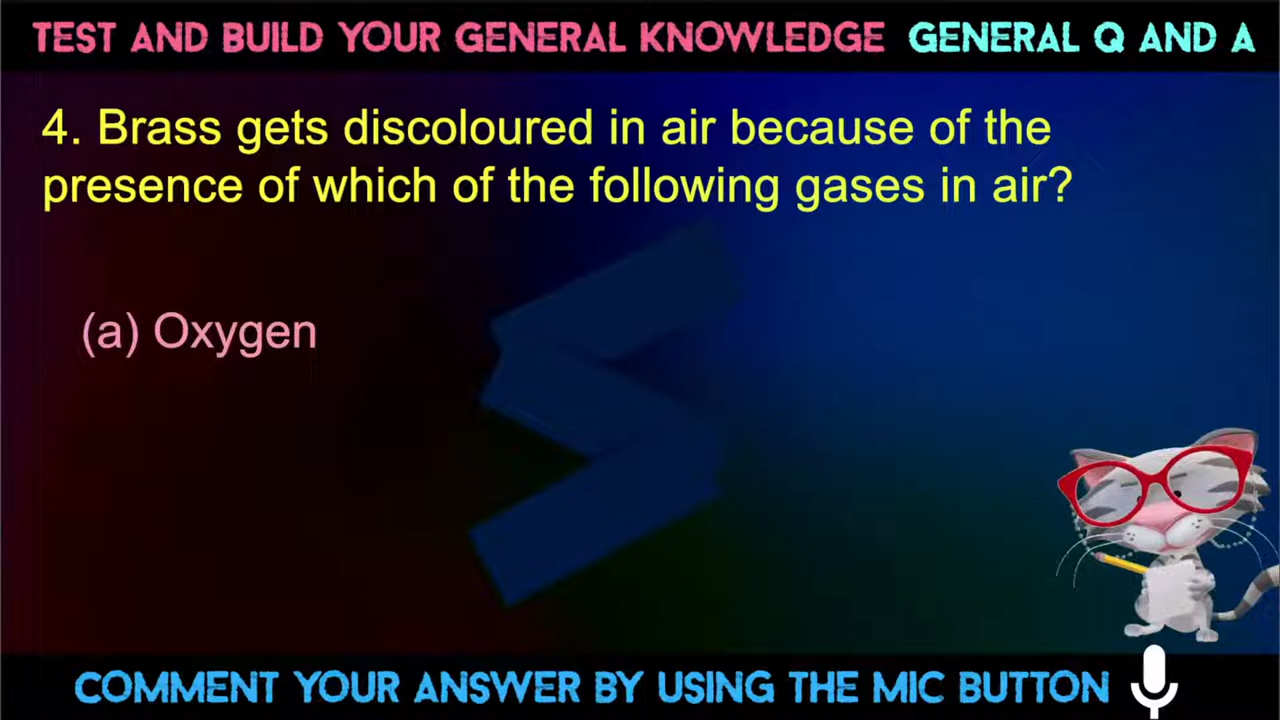 TEST AND BUILD YOUR GENERAL KNOWLEDGE GENERAL Q AND A
4. Brass gets discoloured in air because of the
presence of which of the following gases in air?
(a) Oxygen
COMMENT YOUR ANSWER BY USING THE MIC BUTTON